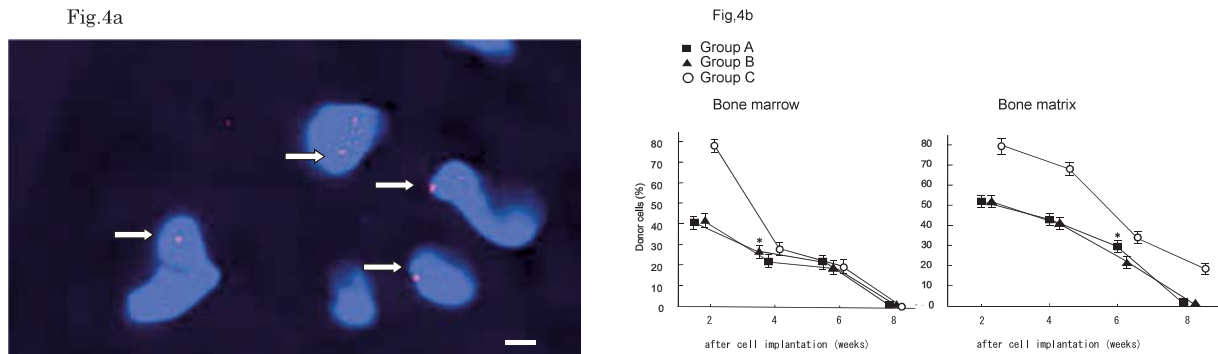 Fig.4a
Fig,4b
■ Group A
▲ Group B
○ Group C
Bone marrow
Bone matrix
Donor cells (%)
80
70
60
50
40
30
20
10
0
*
2 4 6 8
after cell implantation (weeks)
80
70
60
50
40
30
20
10
0
*
2 4 6 8
after cell implantation (weeks)